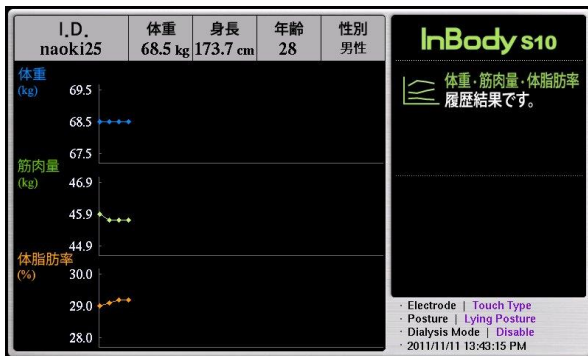 I.D. 体重 身長 年齢 性別
naoki25 68.5 kg 173.7 cm 28 男性
体重
(kg)
69.5
68.5
67.5
筋肉量
(kg)
46.9
45.9
44.9
体脂肪率
(%)
30.0
29.0
28.0
InBody S10
体重・筋肉量・体脂肪率
履歴結果です。
· Electrode | Touch Type
· Posture | Lying Posture
· Dialysis Mode | Disable
· 2011/11/11 13:43:15 PM